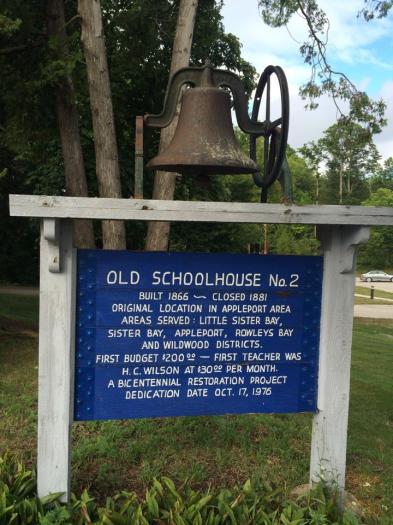 OLD SCHOOLHOUSE No. 2
BUILT 1866 ~ CLOSED 1881
ORIGINAL LOCATION IN APPLEPORT AREA
AREAS SERVED : LITTLE SISTER BAY,
SISTER BAY, APPLEPORT, ROWLEYS BAY
AND WILDWOOD DISTRICTS.
FIRST BUDGET $200.00 — FIRST TEACHER WAS
H.C. WILSON AT $30.00 PER MONTH.
A BICENTENNIAL RESTORATION PROJECT
DEDICATION DATE OCT. 17, 1976